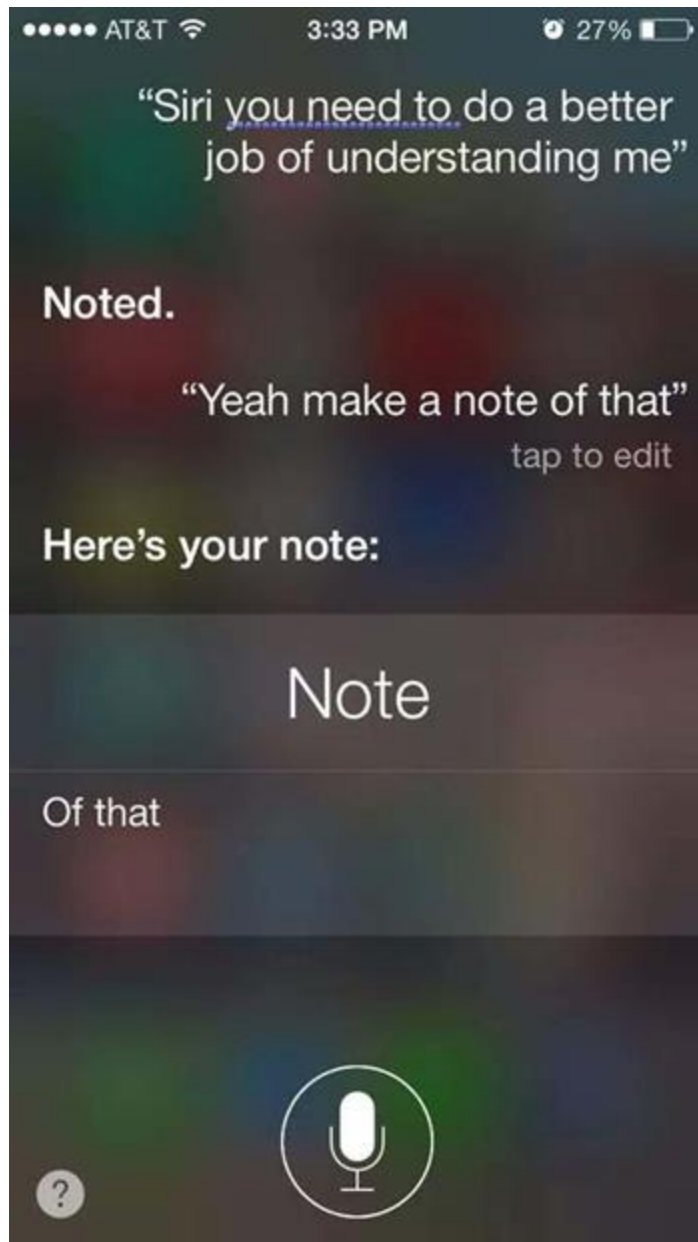 ●●●●● AT&T 3:33 PM 27%
“Siri you need to do a better
job of understanding me”
Noted.
“Yeah make a note of that”
tap to edit
Here’s your note:
Note
Of that
?